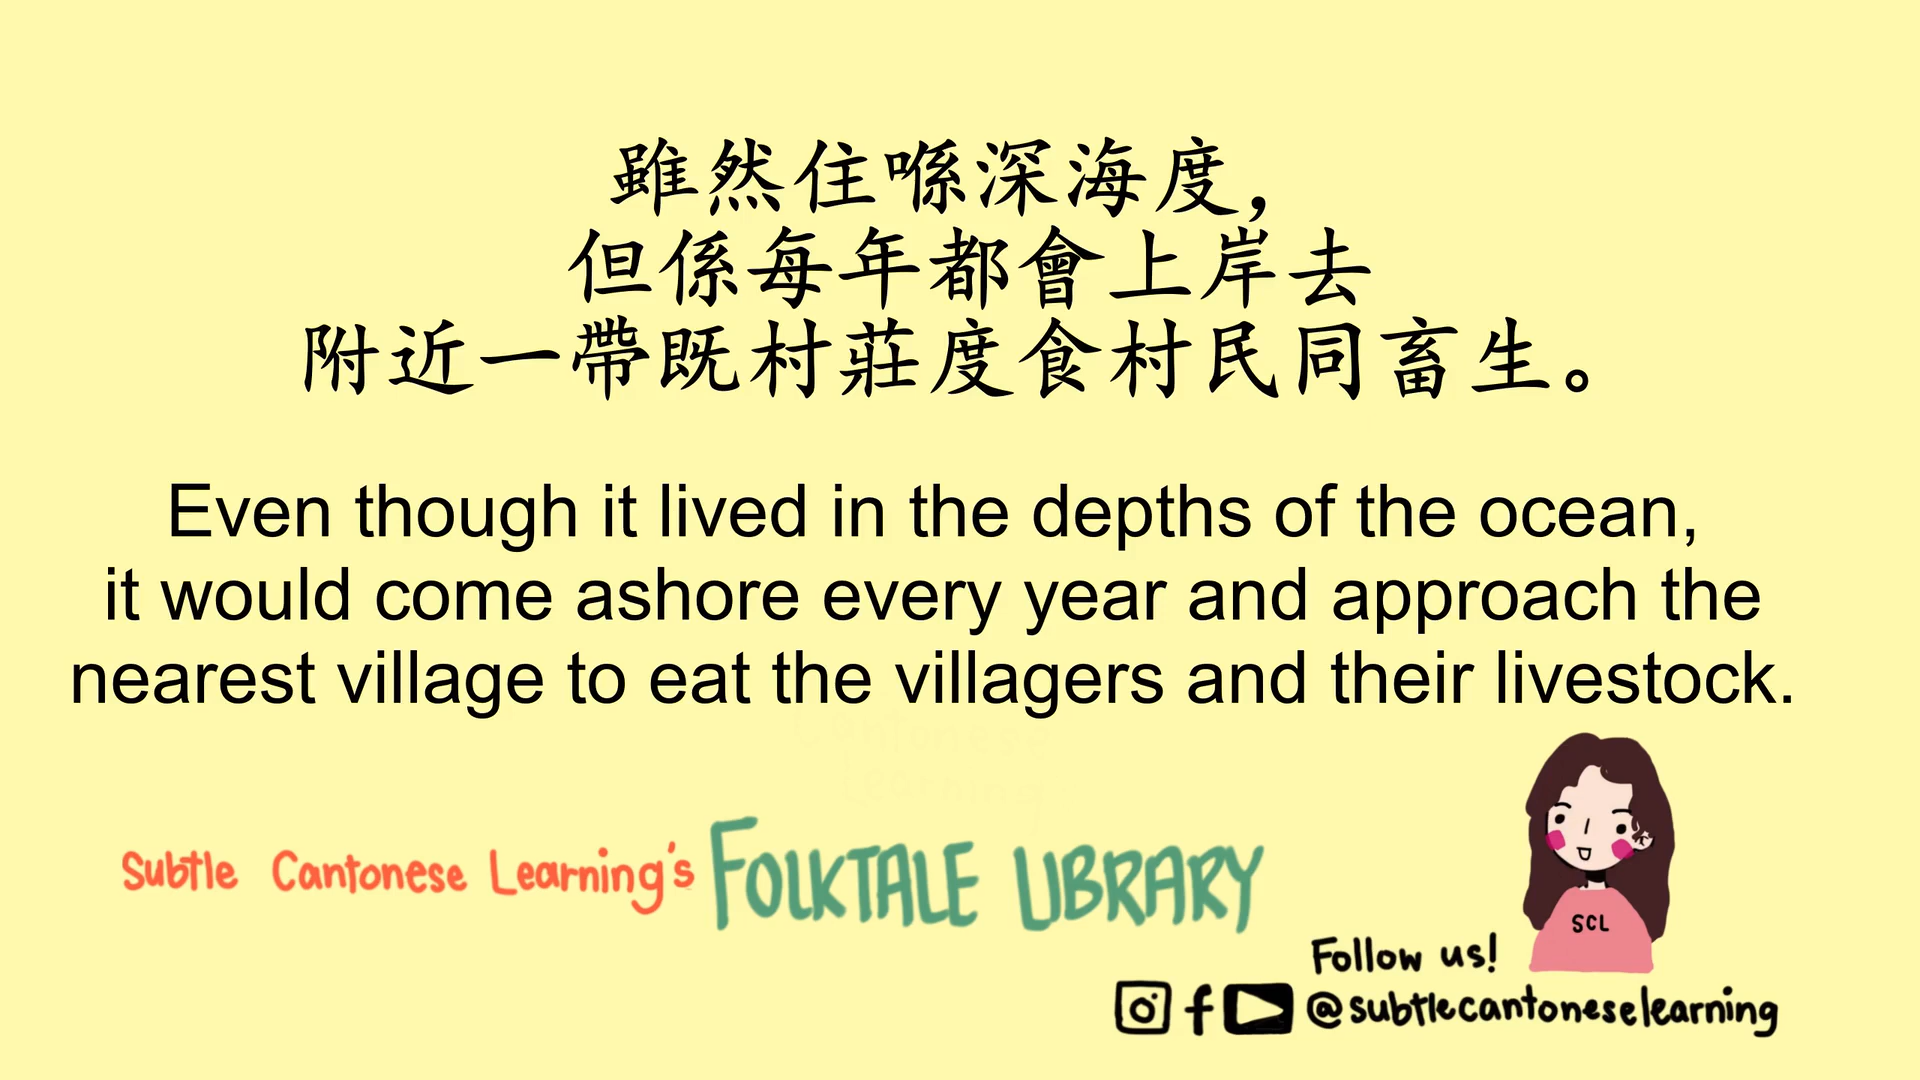 雖然住喺深海度，
但係每年都會上岸去
附近一帶既村莊度食村民同畜生。
Even though it lived in the depths of the ocean,
it would come ashore every year and approach the
nearest village to eat the villagers and their livestock.
Subtle Cantonese Learning's FOLKTALE LIBRARY
SCL
Follow us!
@subtlecantoneselearning